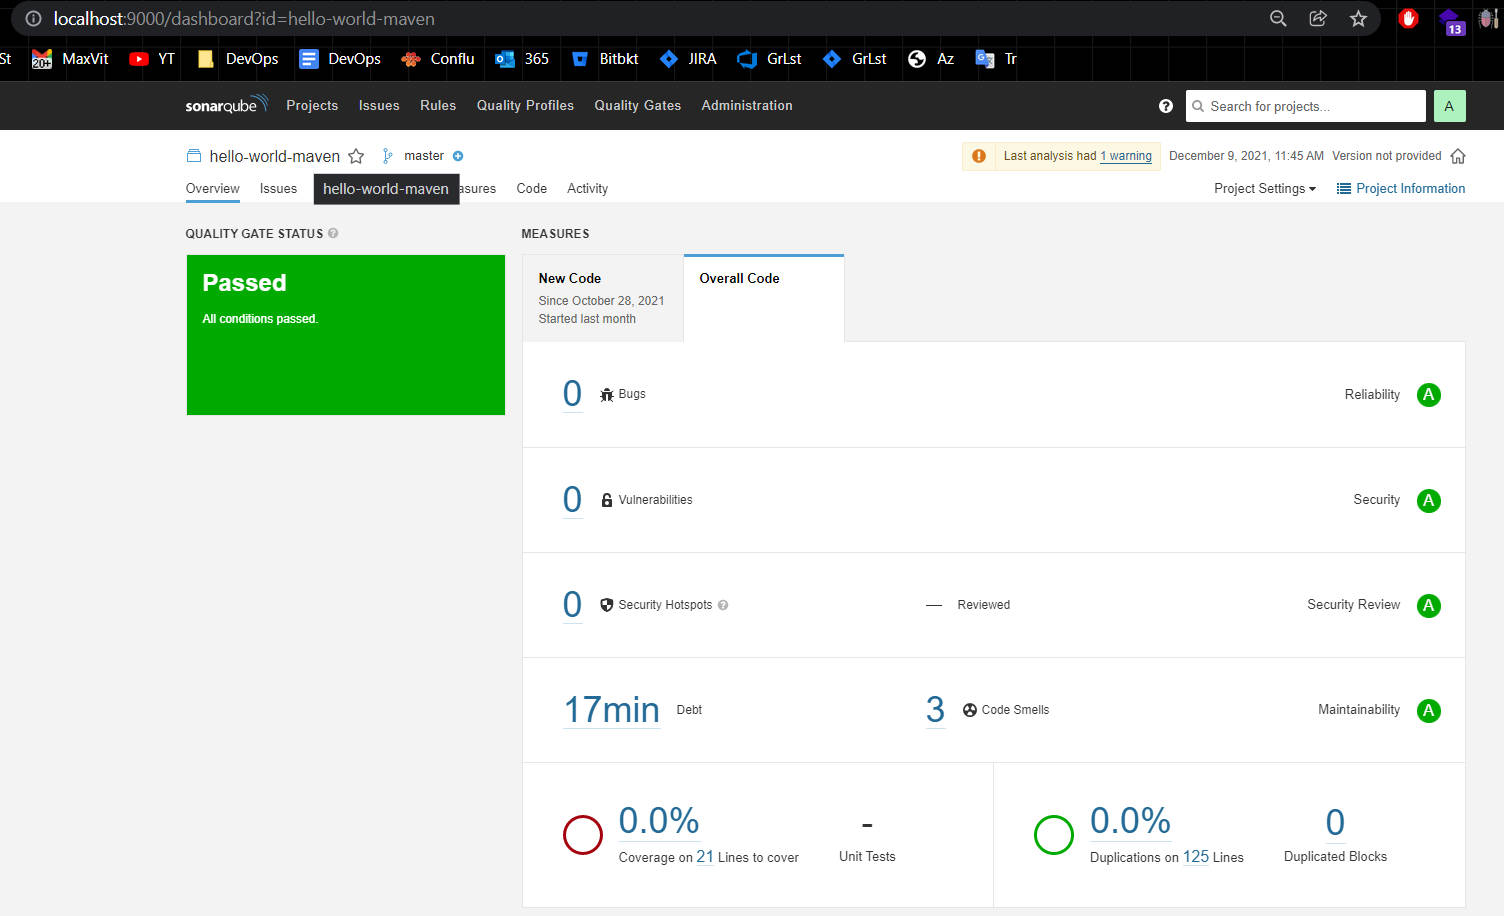 localhost:9000/dashboard?id=hello-world-maven
13
St 20+ MaxVit YT DevOps DevOps Conflu 365 Bitbkt JIRA GrLst GrLst Az Tr
sonarqube Projects Issues Rules Quality Profiles Quality Gates Administration ? Search for projects... A
hello-world-maven master Last analysis had 1 warning December 9, 2021, 11:45 AM Version not provided
Overview Issues hello-world-maven asures Code Activity Project Settings Project Information
QUALITY GATE STATUS ?
MEASURES
Passed
All conditions passed.
New Code
Since October 28, 2021
Started last month
Overall Code
0 Bugs Reliability A
0 Vulnerabilities Security A
0 Security Hotspots ? — Reviewed Security Review A
17min Debt 3 Code Smells Maintainability A
0.0%
Coverage on 21 Lines to cover
-
Unit Tests
0.0%
Duplications on 125 Lines
0
Duplicated Blocks